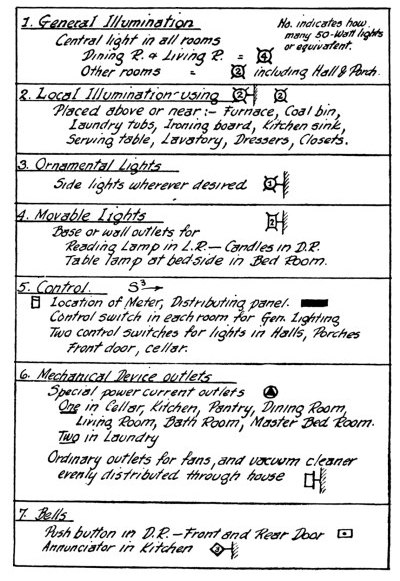 1. General Illumination
No. indicates how many 50-watt lights or equivalent.
Central light in all rooms
Dining R. & Living R. = 4
Other rooms = 3 including Hall & Porch.
2. Local Illumination - using 2 2
Placed above or near :- Furnace, Coal bin,
Laundry tubs, Ironing board, Kitchen sink,
Serving table, Lavatory, Dressers, Closets.
3. Ornamental Lights
Side lights wherever desired 1
4. Movable Lights
2
Base or wall outlets for
Reading Lamp in L.R. — Candles in D.R.
Table lamp at bedside in Bed Room.
5. Control. S3
Location of Meter, Distributing panel.
Control switch in each room for Gen. Lighting
Two control switches for lights in Halls, Porches
Front door, cellar.
6. Mechanical Device outlets
Special power current outlets
One in Cellar, Kitchen, Pantry, Dining Room,
Living Room, Bath Room, Master Bed Room.
Two in Laundry
Ordinary outlets for fans, and vacuum cleaner
evenly distributed through house
7. Bells
Push button in D.R. — Front and Rear Door
Annunciator in Kitchen 3